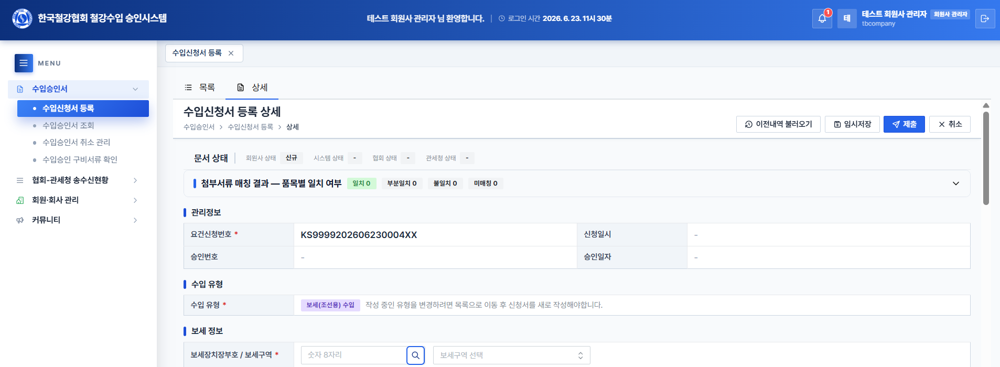 한국철강협회 철강수입 승인시스템
테스트 회원사 관리자 님 환영합니다. | 로그인 시간 2026. 6. 23. 11시 30분
1
테
테스트 회원사 관리자 회원사 관리자
tbcompany
MENU
수입승인서
수입신청서 등록
수입승인서 조회
수입승인서 취소 관리
수입승인 구비서류 확인
협회-관세청 송수신현황
회원·회사 관리
커뮤니티
수입신청서 등록
목록 상세
수입신청서 등록 상세
수입승인서 > 수입신청서 등록 > 상세
이전내역 불러오기 임시저장 제출 취소
문서 상태 회원사 상태 신규 시스템 상태 - 협회 상태 - 관세청 상태 -
첨부서류 매칭 결과 — 품목별 일치 여부 일치 0 부분일치 0 불일치 0 미매칭 0
관리정보
요건신청번호 * KS9999202606230004XX 신청일시 -
승인번호 - 승인일자 -
수입 유형
수입 유형 * 보세(조선용) 수입 작성 중인 유형을 변경하려면 목록으로 이동 후 신청서를 새로 작성해야합니다.
보세 정보
보세장치장부호 / 보세구역 * 숫자 8자리 보세구역 선택